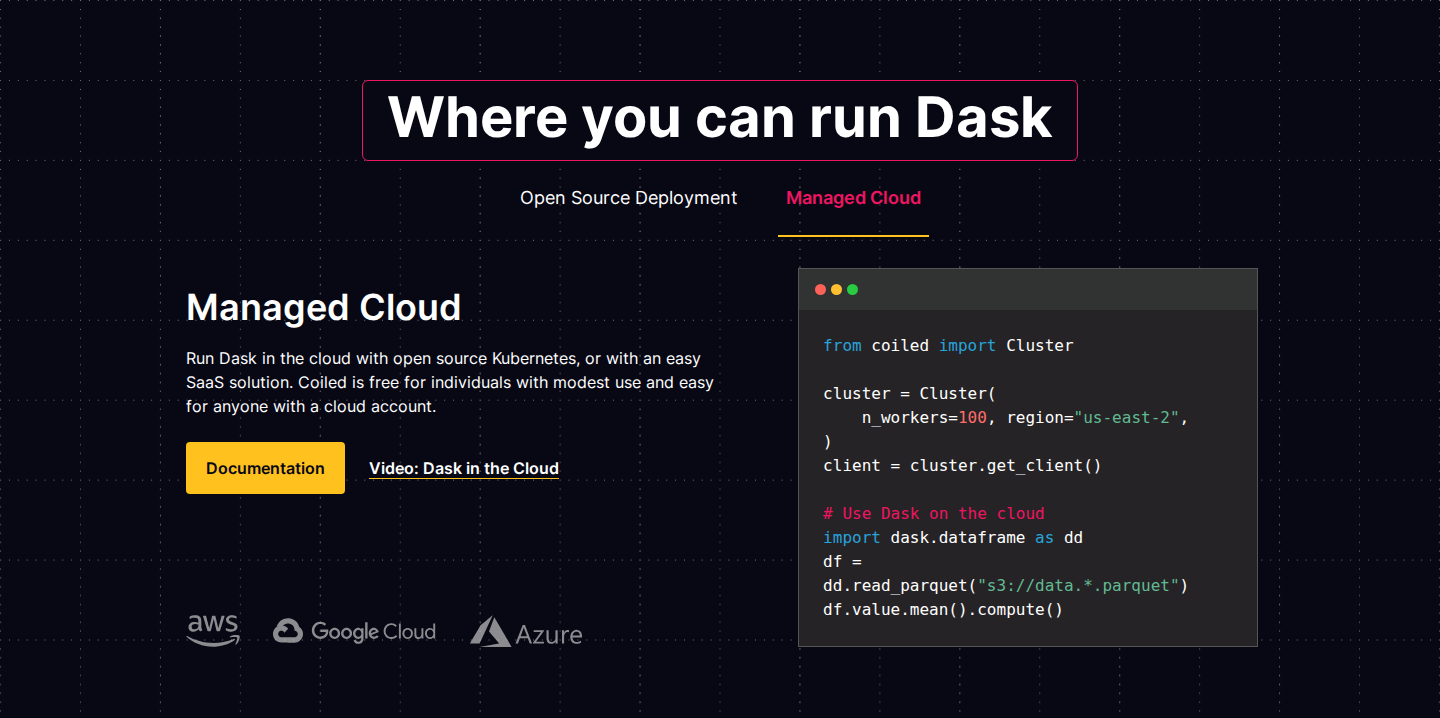 Where you can run Dask
Open Source Deployment
Managed Cloud
Managed Cloud
Run Dask in the cloud with open source Kubernetes, or with an easy
SaaS solution. Coiled is free for individuals with modest use and easy
for anyone with a cloud account.
Documentation
Video: Dask in the Cloud
aws
Google Cloud
Azure
from coiled import Cluster
cluster = Cluster(
    n_workers=100, region="us-east-2",
)
client = cluster.get_client()
# Use Dask on the cloud
import dask.dataframe as dd
df =
dd.read_parquet("s3://data.*.parquet")
df.value.mean().compute()